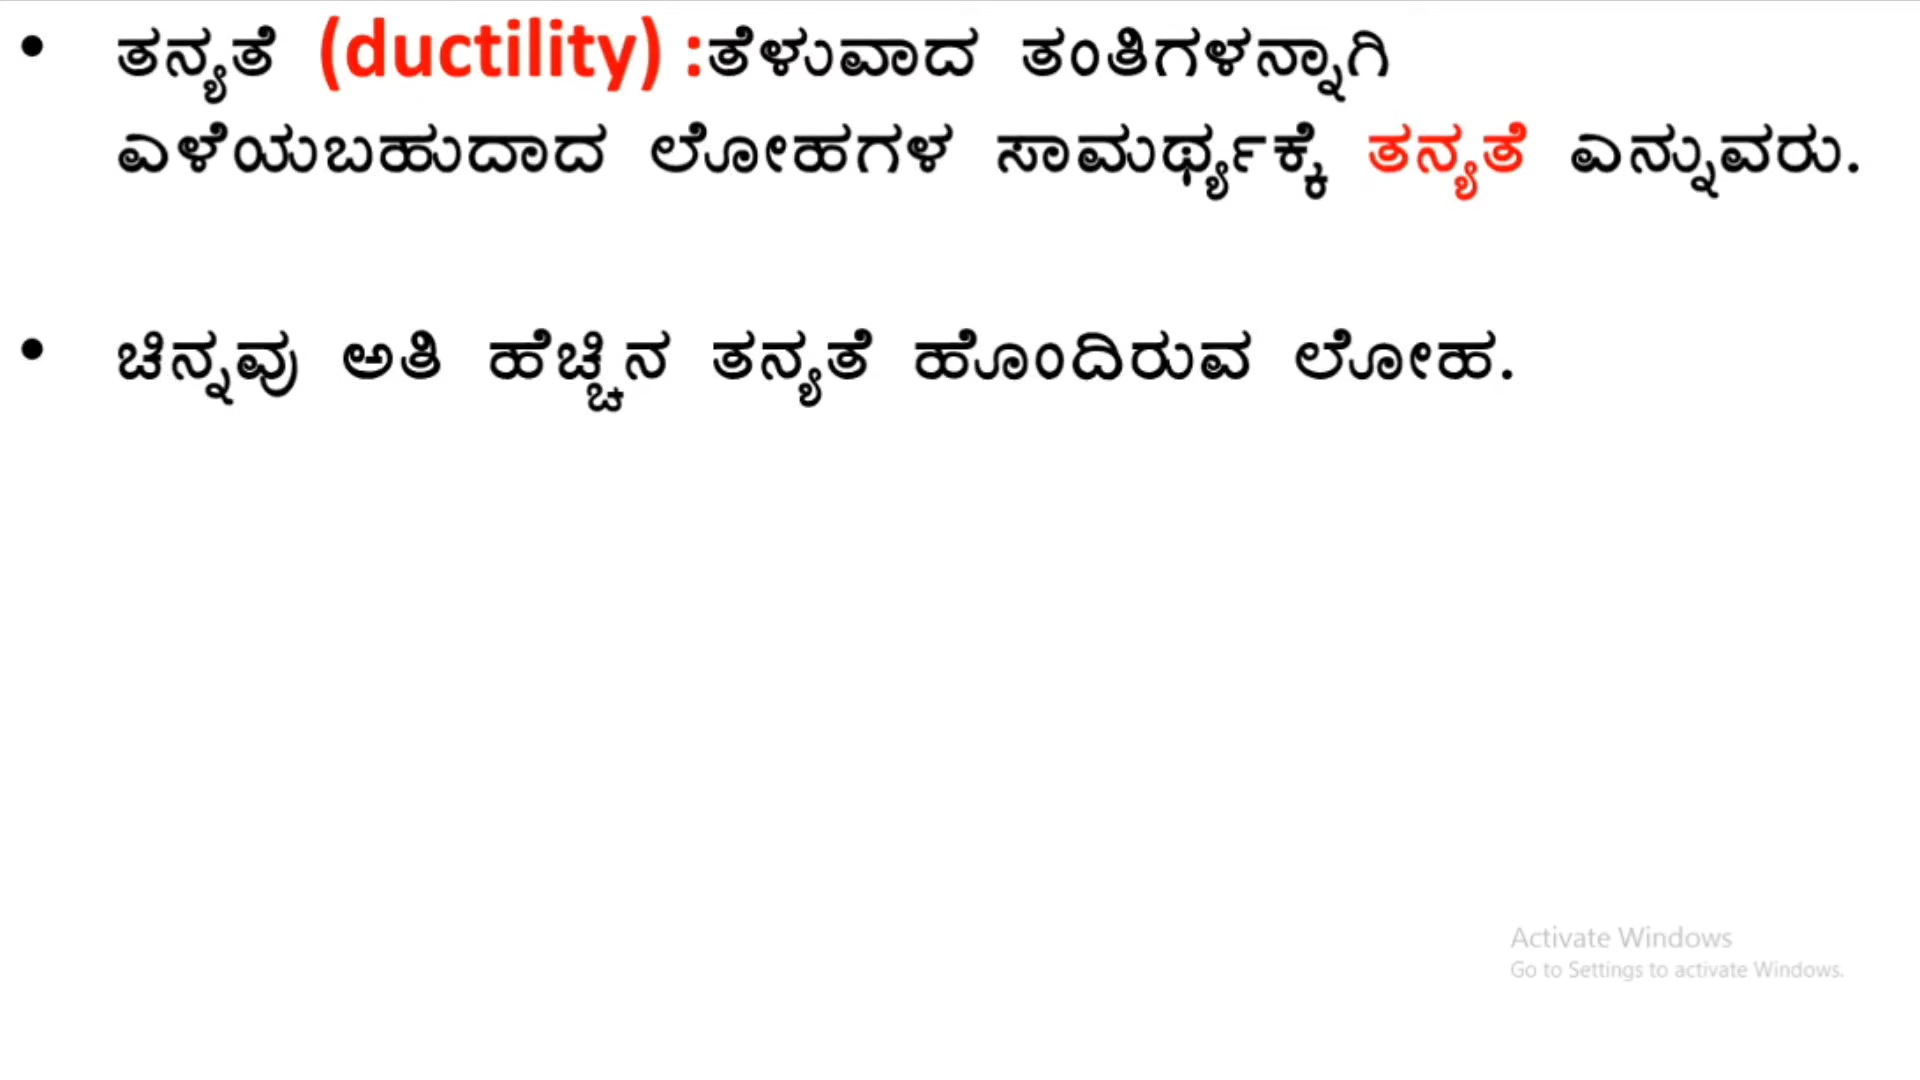 • ತನ್ಯತೆ (ductility) :ತೆಳುವಾದ ತಂತಿಗಳನ್ನಾಗಿ
ಎಳೆಯಬಹುದಾದ ಲೋಹಗಳ ಸಾಮರ್ಥ್ಯಕ್ಕೆ ತನ್ಯತೆ ಎನ್ನುವರು.
• ಚಿನ್ನವು ಅತಿ ಹೆಚ್ಚಿನ ತನ್ಯತೆ ಹೊಂದಿರುವ ಲೋಹ.
Activate Windows
Go to Settings to activate Windows.